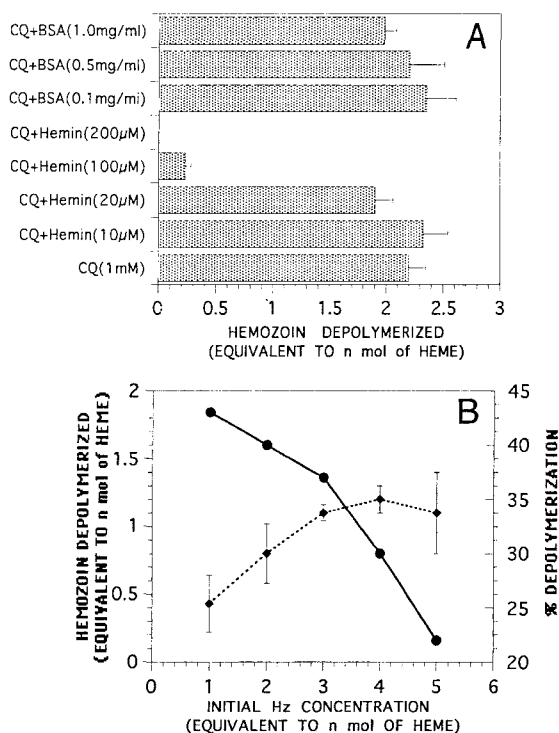 A
CQ+BSA(1.0mg/ml)
CQ+BSA(0.5mg/ml)
CQ+BSA(0.1mg/ml)
CQ+Hemin(200µM)
CQ+Hemin(100µM)
CQ+Hemin(20µM)
CQ+Hemin(10µM)
CQ(1mM)
0 0.5 1 1.5 2 2.5 3
HEMOZOIN DEPOLYMERIZED
(EQUIVALENT TO n mol OF HEME)
B
HEMOZOIN DEPOLYMERIZED
(EQUIVALENT TO n mol OF HEME)
2
1.5
1
0.5
0
45
40
35
30
25
20
% DEPOLYMERIZATION
0 1 2 3 4 5 6
INITIAL Hz CONCENTRATION
(EQUIVALENT TO n mol OF HEME)